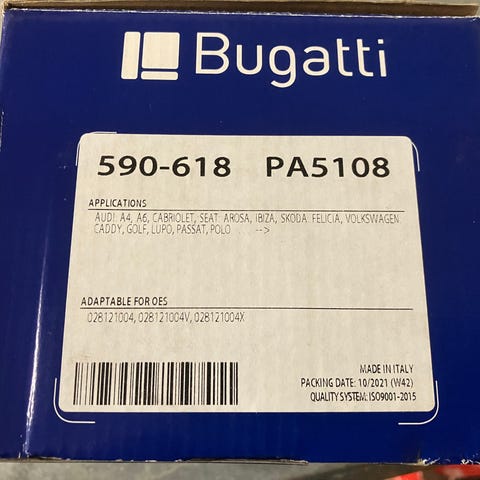 Bugatti
590-618 PA5108
APPLICATIONS
AUDI: A4, A6, CABRIOLET, SEAT: AROSA, IBIZA, SKODA: FELICIA, VOLKSWAGEN:
CADDY, GOLF, LUPO, PASSAT, POLO . . . . -->
ADAPTABLE FOR OES
028121004, 028121004V, 028121004X
MADE IN ITALY
PACKING DATE: 10/2021 (W42)
QUALITY SYSTEM: ISO9001-2015